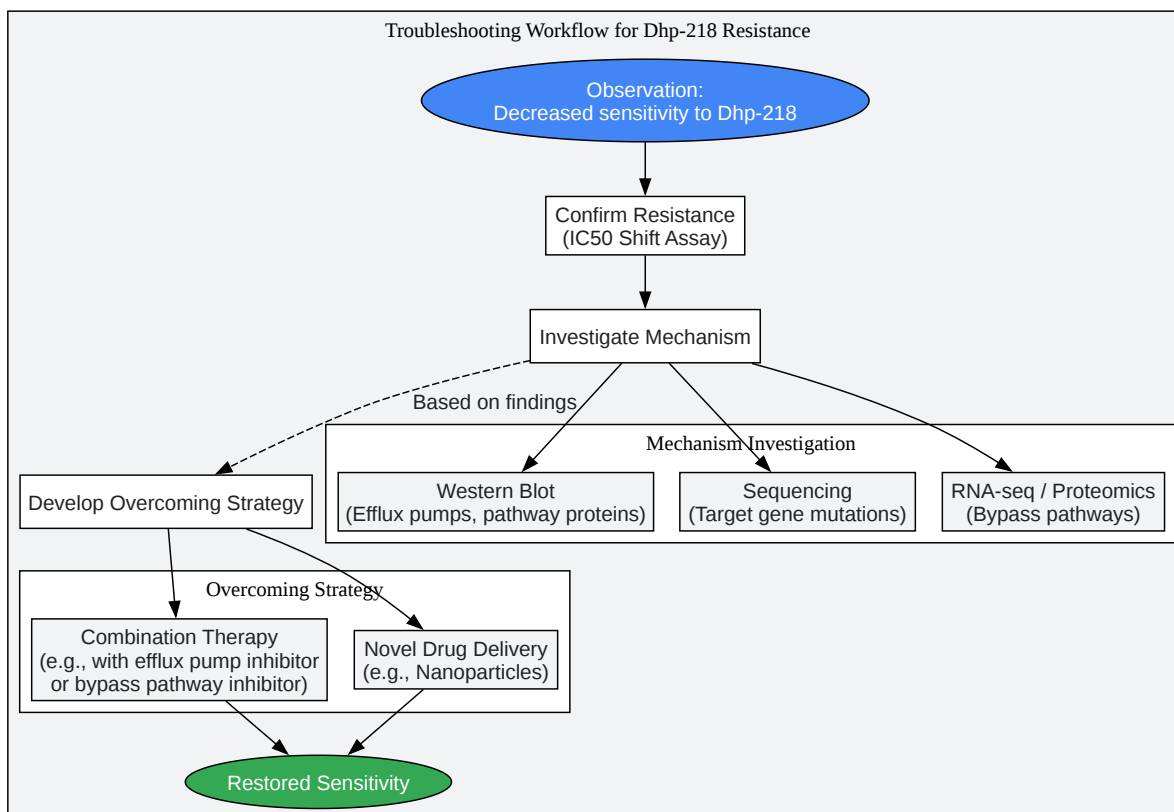 Troubleshooting Workflow for Dhp-218 Resistance
Observation:
Decreased sensitivity to Dhp-218
Confirm Resistance
(IC50 Shift Assay)
Investigate Mechanism
Based on findings
Mechanism Investigation
Western Blot
(Efflux pumps, pathway proteins)
Sequencing
(Target gene mutations)
RNA-seq / Proteomics
(Bypass pathways)
Develop Overcoming Strategy
Overcoming Strategy
Combination Therapy
(e.g., with efflux pump inhibitor
or bypass pathway inhibitor)
Novel Drug Delivery
(e.g., Nanoparticles)
Restored Sensitivity